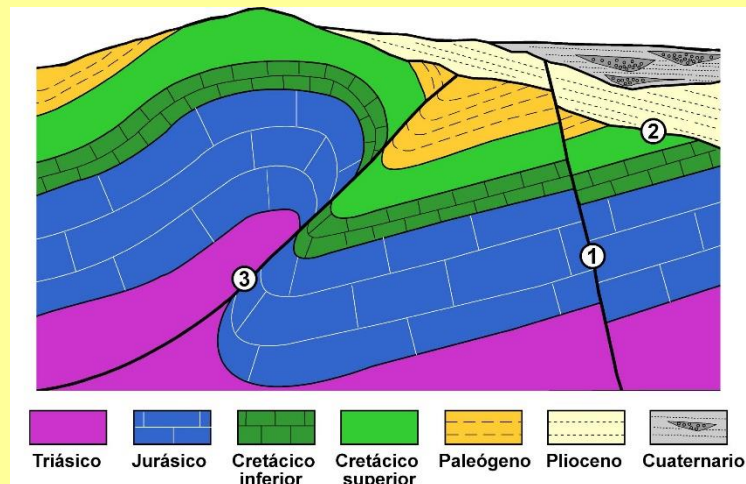 2
1
3
Triásico
Jurásico
Cretácico
inferior
Cretácico
superior
Paleógeno
Plioceno
Cuaternario